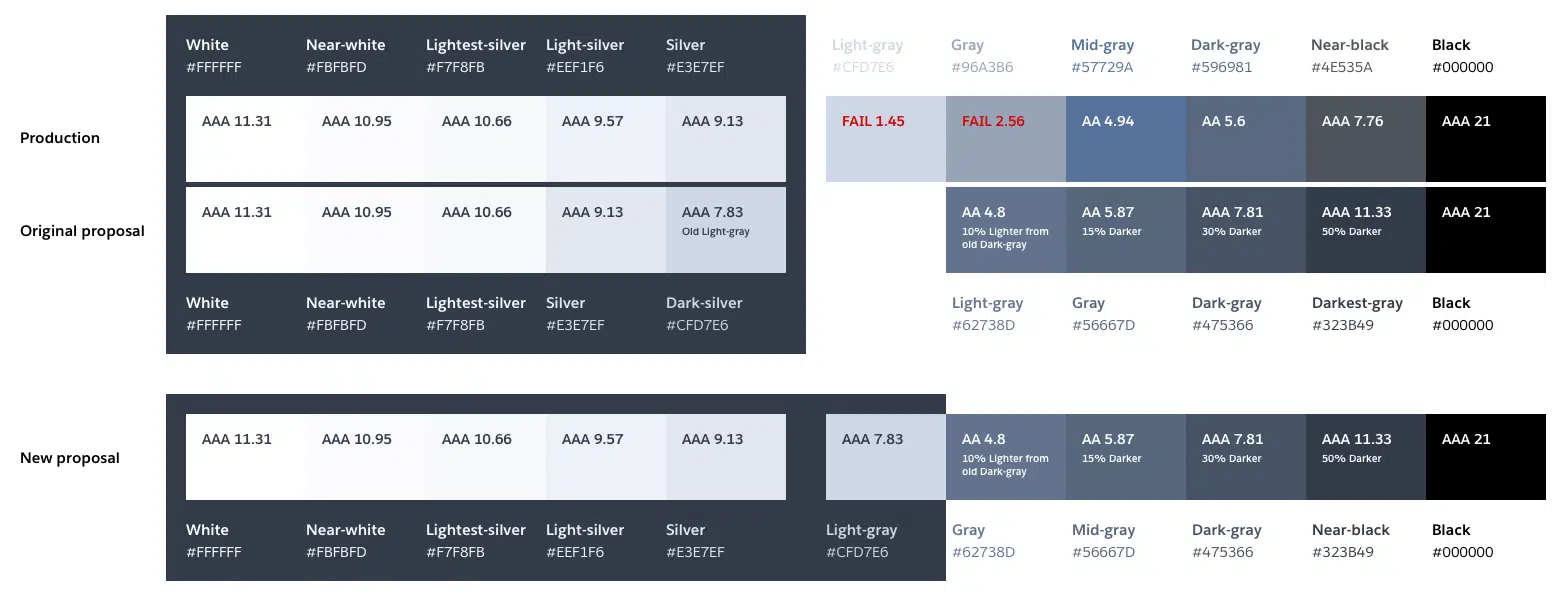 White Near-white Lightest-silver Light-silver Silver Light-gray Gray Mid-gray Dark-gray Near-black Black
#FFFFFF #FBFBFD #F7F8FB #EEF1F6 #E3E7EF #CFD7E6 #96A3B6 #57729A #596981 #4E535A #000000
AAA 11.31 AAA 10.95 AAA 10.66 AAA 9.57 AAA 9.13 FAIL 1.45 FAIL 2.56 AA 4.94 AA 5.6 AAA 7.76 AAA 21
Production
AAA 11.31 AAA 10.95 AAA 10.66 AAA 9.13 AAA 7.83 AA 4.8 AA 5.87 AAA 7.81 AAA 11.33 AAA 21
Original proposal Old Light-gray 10% Lighter from 15% Darker 30% Darker 50% Darker
old Dark-gray
White Near-white Lightest-silver Silver Dark-silver Light-gray Gray Dark-gray Darkest-gray Black
#FFFFFF #FBFBFD #F7F8FB #E3E7EF #CFD7E6 #62738D #56667D #475366 #323B49 #000000
AAA 11.31 AAA 10.95 AAA 10.66 AAA 9.57 AAA 9.13 AAA 7.83 AA 4.8 AA 5.87 AAA 7.81 AAA 11.33 AAA 21
New proposal 10% Lighter from 15% Darker 30% Darker 50% Darker
old Dark-gray
White Near-white Lightest-silver Light-silver Silver Light-gray Gray Mid-gray Dark-gray Near-black Black
#FFFFFF #FBFBFD #F7F8FB #EEF1F6 #E3E7EF #CFD7E6 #62738D #56667D #475366 #323B49 #000000